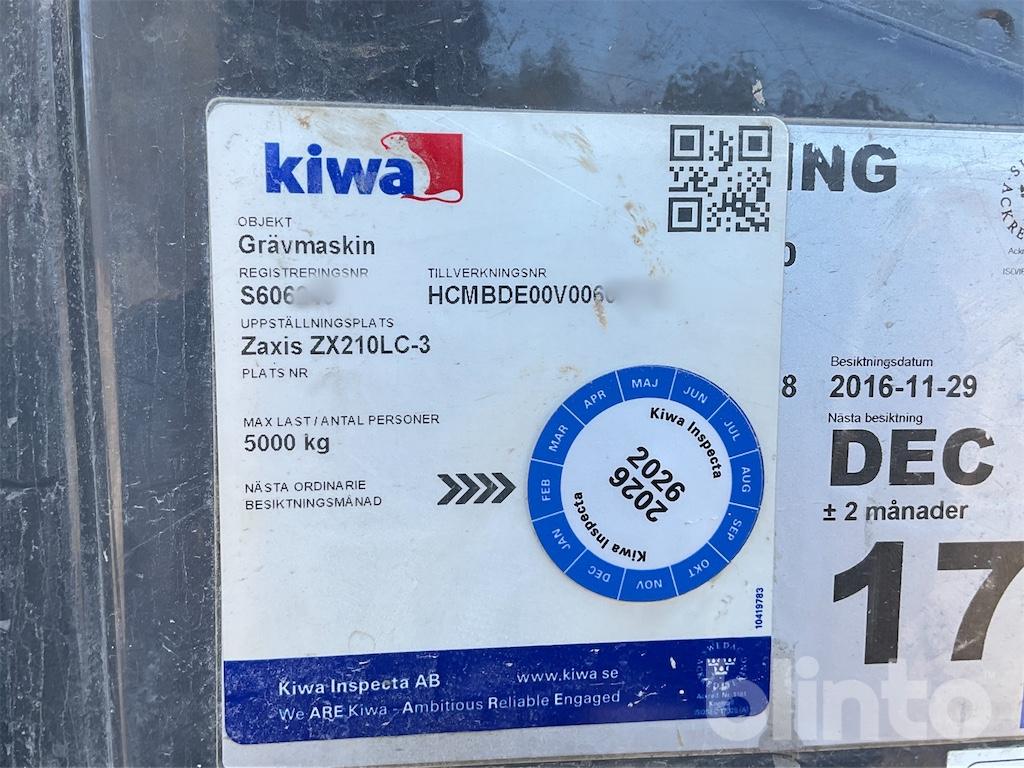 kiwa
OBJEKT
Grävmaskin
REGISTRERINGSNR
S606
TILLVERKNINGSNR
HCMBDE00V006
UPPSTÄLLNINGSPLATS
Zaxis ZX210LC-3
PLATS NR
MAX LAST / ANTAL PERSONER
5000 kg
NÄSTA ORDINARIE
BESIKTNINGSMÅNAD
JAN FEB MAR APR MAJ JUN JUL AUG SEP OKT NOV DEC
Kiwa Inspecta
2026
2026
Kiwa Inspecta
10419783
Kiwa Inspecta AB
www.kiwa.se
We ARE Kiwa - Ambitious Reliable Engaged
ING
8
Besiktningsdatum
2016-11-29
Nästa besiktning
DEC
± 2 månader
17
blinto